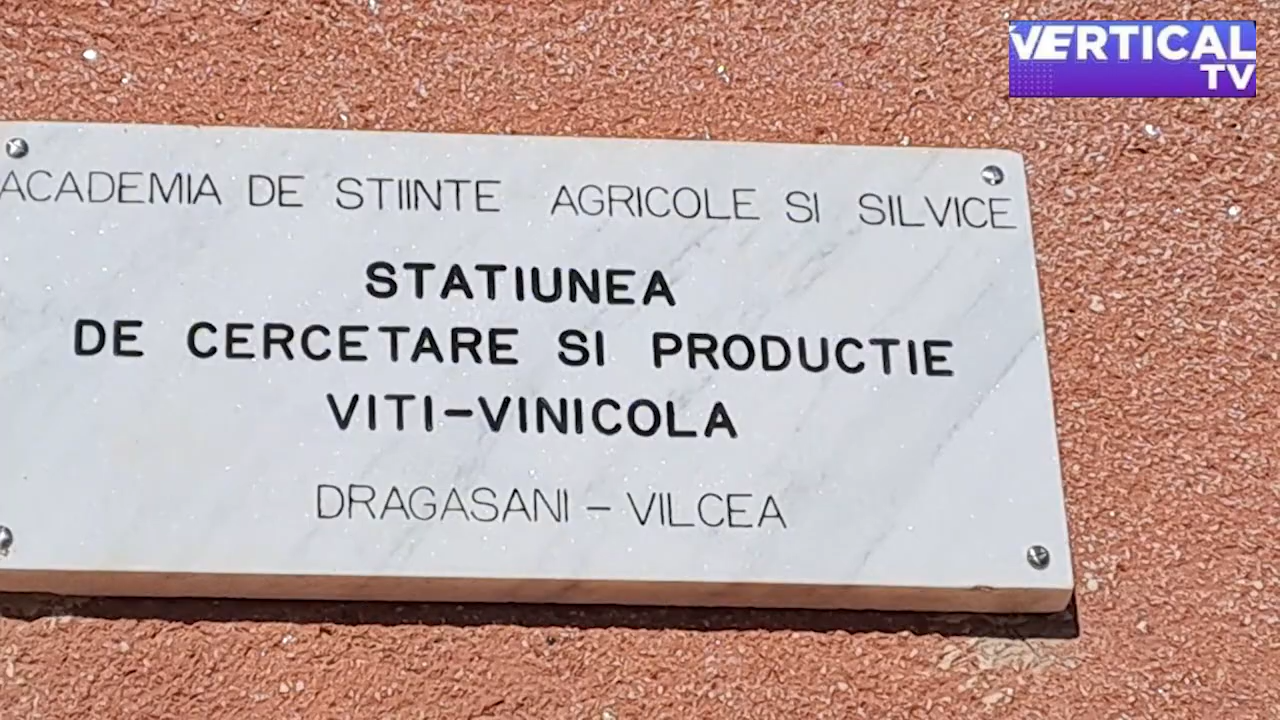 VERTICAL
TV
ACADEMIA DE STIINTE AGRICOLE SI SILVICE
STATIUNEA
DE CERCETARE SI PRODUCTIE
VITI-VINICOLA
DRAGASANI - VILCEA